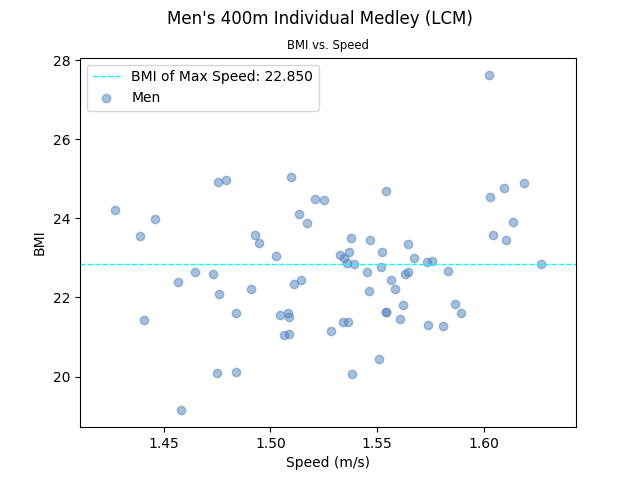 Men's 400m Individual Medley (LCM)
BMI vs. Speed
BMI of Max Speed: 22.850
Men
28
26
24
22
20
BMI
1.45
1.50
1.55
1.60
Speed (m/s)